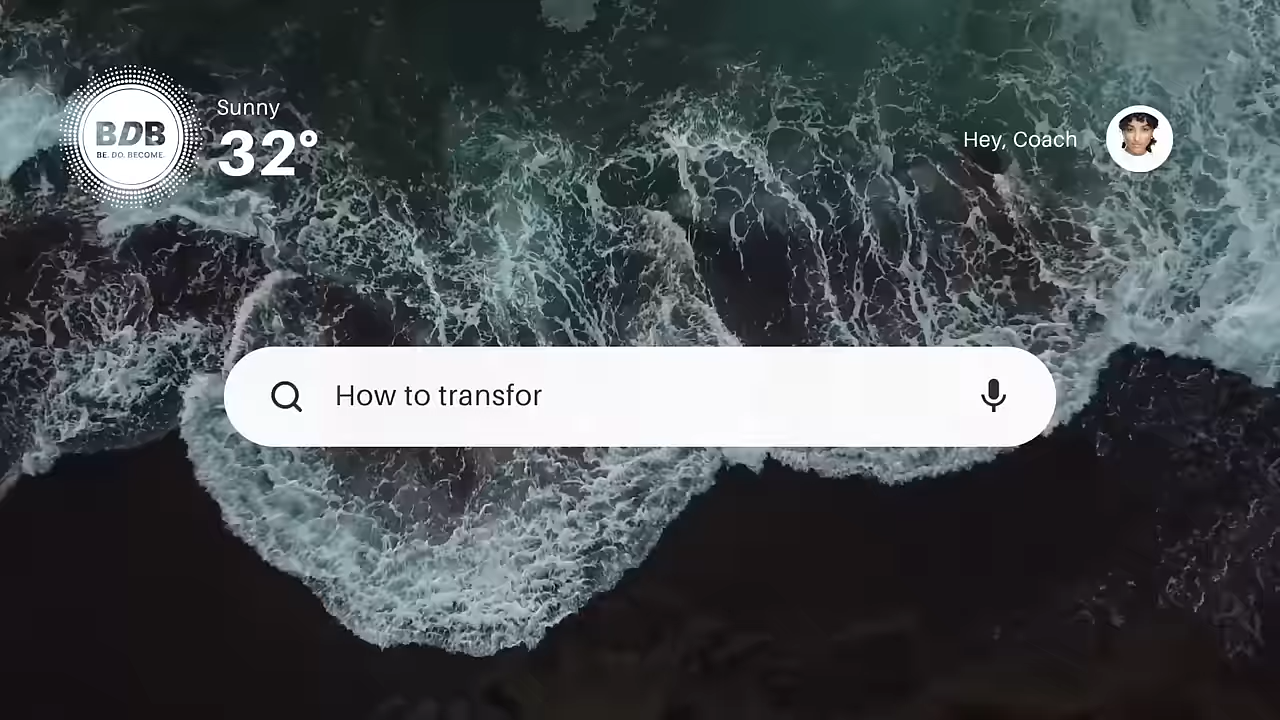 BDB
BE. DO. BECOME.
Sunny
32°
Hey, Coach
How to transfor